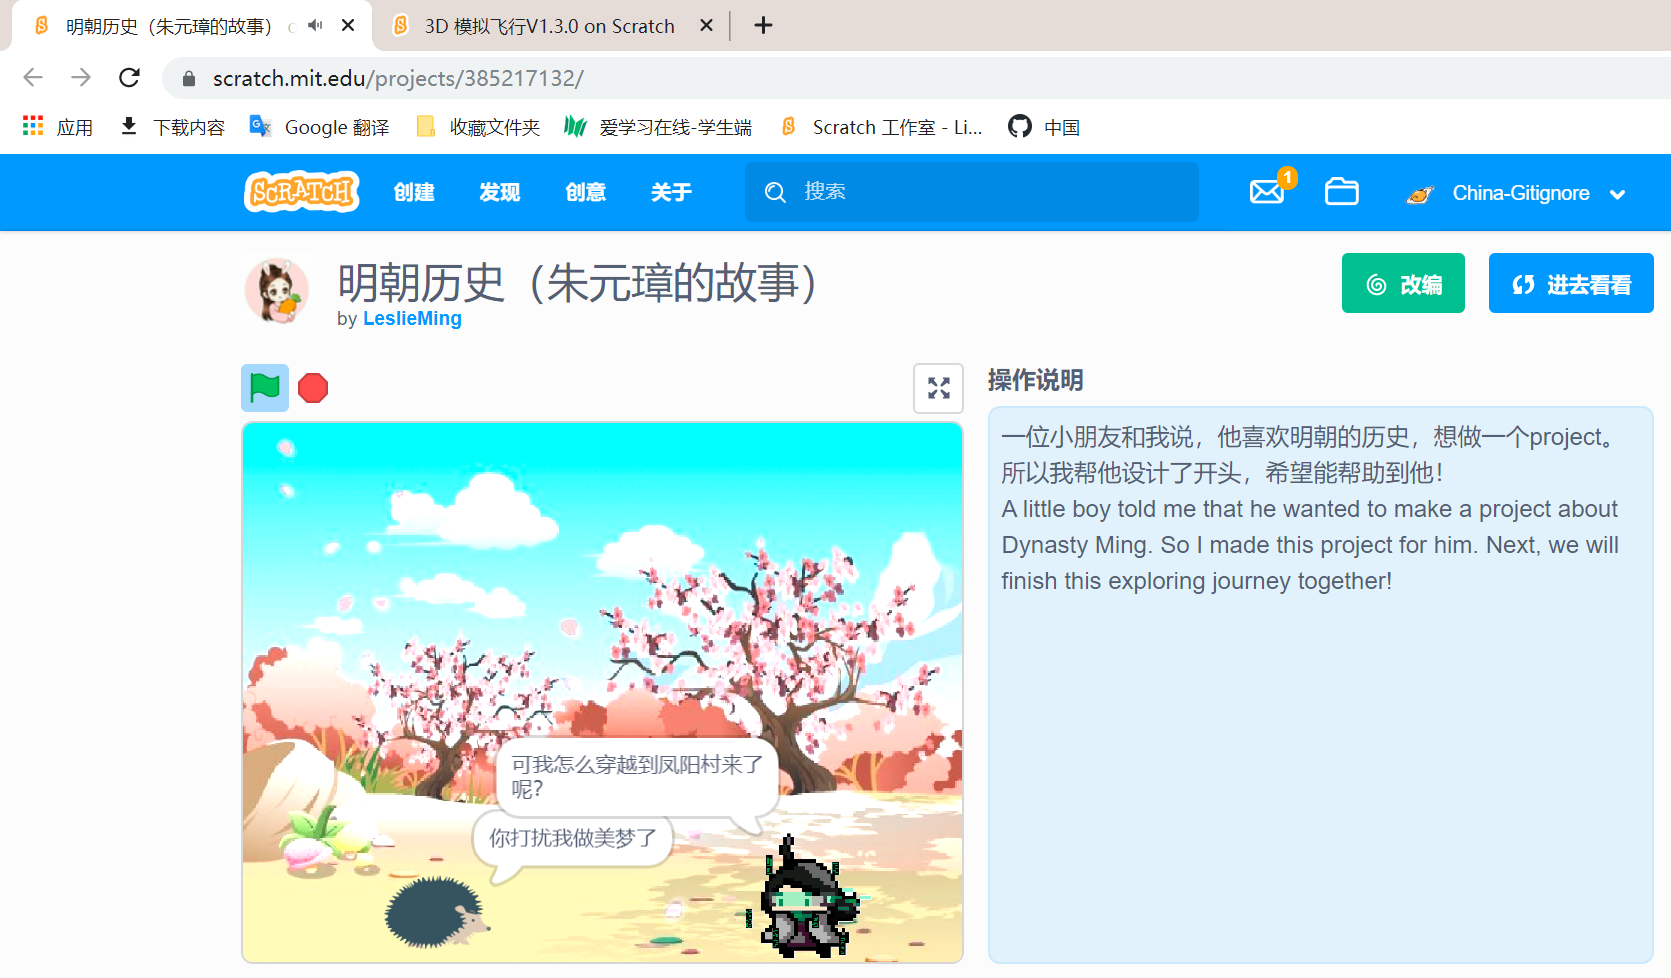 明朝历史（朱元璋的故事）
3D 模拟飞行V1.3.0 on Scratch
scratch.mit.edu/projects/385217132/
应用 下载内容 Google 翻译 收藏文件夹 爱学习在线-学生端 Scratch 工作室 - Li... 中国
SCRATCH 创建 发现 创意 关于 搜索 1 China-Gitignore
明朝历史（朱元璋的故事）
by LeslieMing
改编 进去看看
操作说明
一位小朋友和我说，他喜欢明朝的历史，想做一个project。
所以我帮他设计了开头，希望能帮助到他！
A little boy told me that he wanted to make a project about
Dynasty Ming. So I made this project for him. Next, we will
finish this exploring journey together!
可我怎么穿越到凤阳村来了
呢?
你打扰我做美梦了